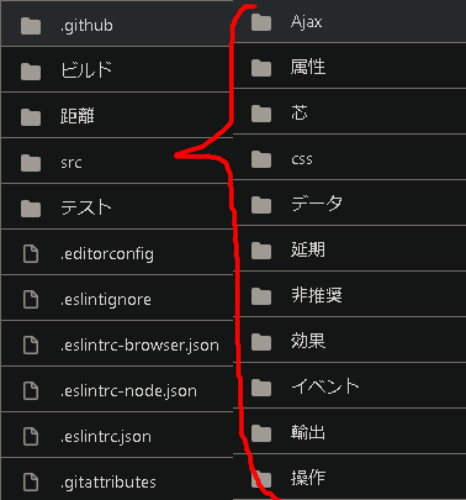 .github
ビルド
距離
src
テスト
.editorconfig
.eslintignore
.eslintrc-browser.json
.eslintrc-node.json
.eslintrc.json
.gitattributes
Ajax
属性
芯
css
データ
延期
非推奨
効果
イベント
輸出
操作